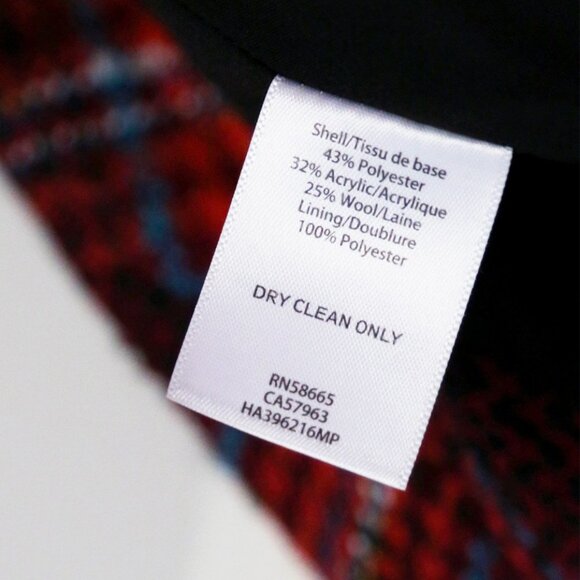 Shell/Tissu de base
43% Polyester
32% Acrylic/Acrylique
25% Wool/Laine
Lining/Doublure
100% Polyester
DRY CLEAN ONLY
RN58665
CA57963
HA396216MP